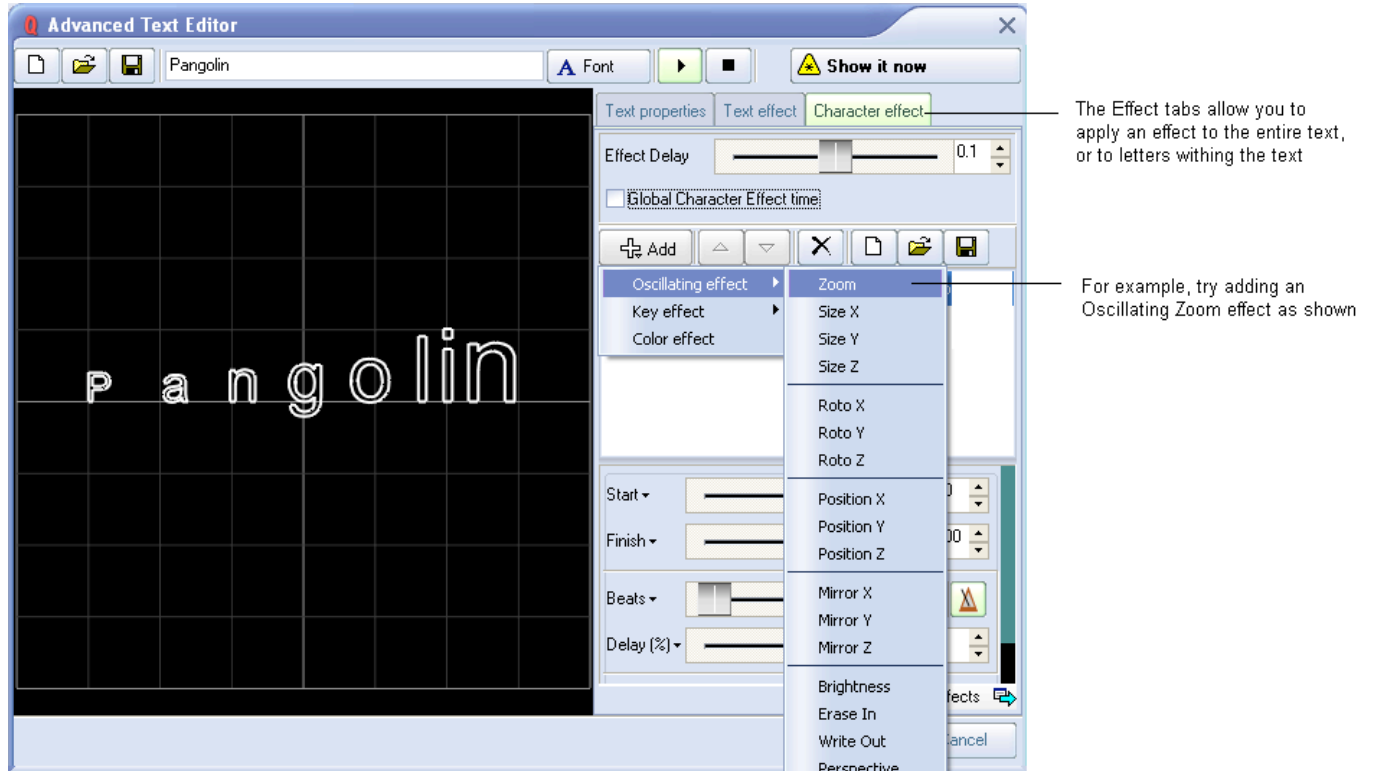 Advanced Text Editor
Pangolin
Font
Show it now
Text properties
Text effect
Character effect
The Effect tabs allow you to
apply an effect to the entire text,
or to letters withing the text
Effect Delay
0.1
Global Character Effect time
Add
Oscillating effect
Key effect
Color effect
Zoom
Size X
Size Y
Size Z
Roto X
Roto Y
Roto Z
Position X
Position Y
Position Z
Mirror X
Mirror Y
Mirror Z
Brightness
Erase In
Write Out
Perspective
For example, try adding an
Oscillating Zoom effect as shown
Pangolin
Start
Finish
Beats
Delay (%)